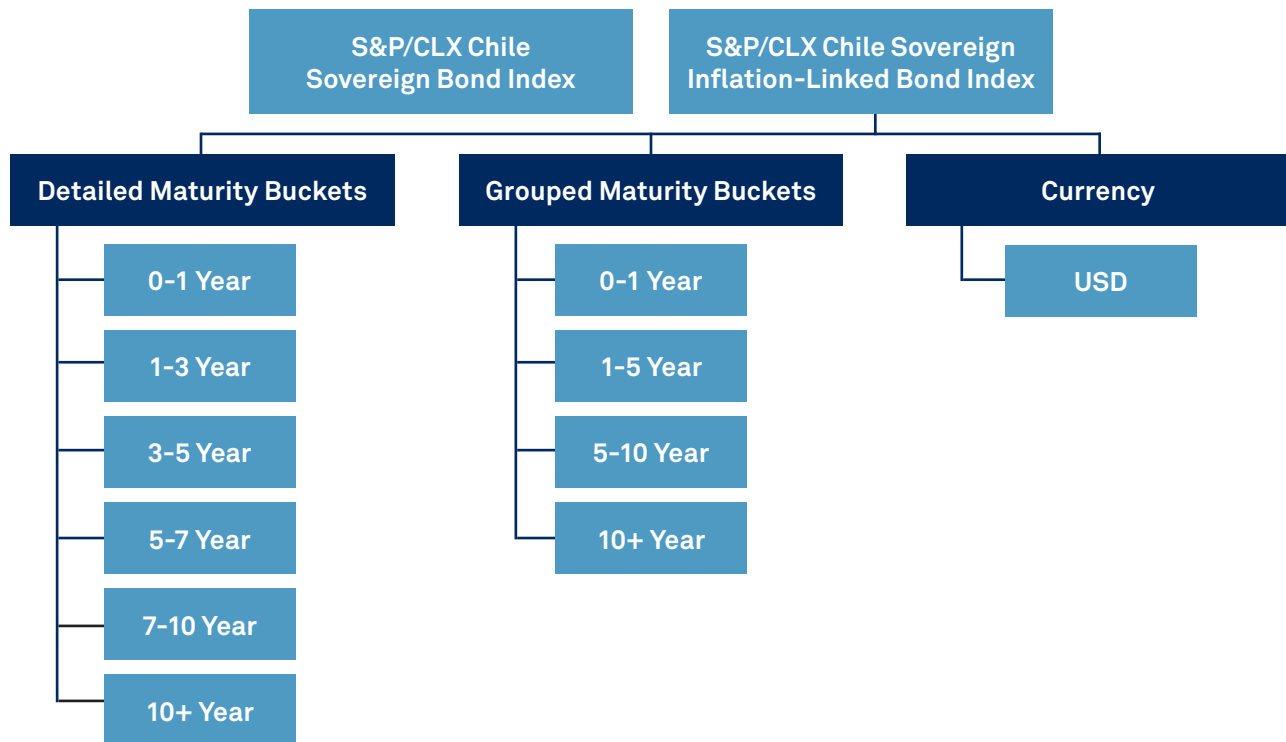 S&P/CLX Chile
Sovereign Bond Index
S&P/CLX Chile Sovereign
Inflation-Linked Bond Index
Detailed Maturity Buckets
0-1 Year
1-3 Year
3-5 Year
5-7 Year
7-10 Year
10+ Year
Grouped Maturity Buckets
0-1 Year
1-5 Year
5-10 Year
10+ Year
Currency
USD